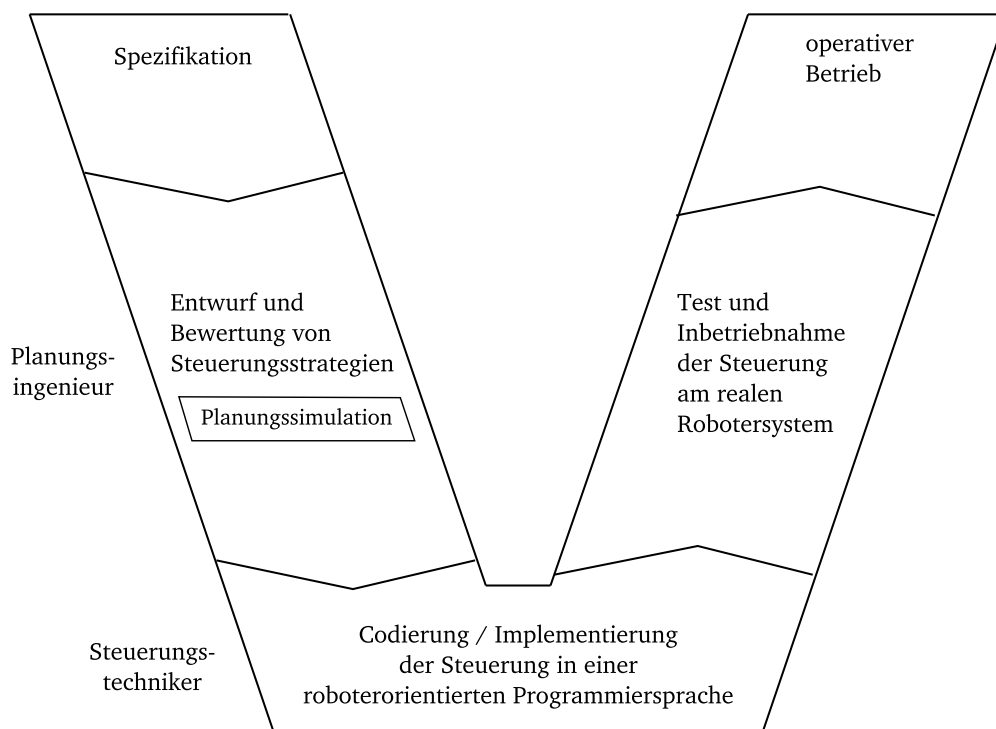 Spezifikation
operativer
Betrieb
Entwurf und
Bewertung von
Steuerungsstrategien
Planungssimulation
Planungs-
ingenieur
Test und
Inbetriebnahme
der Steuerung
am realen
Robotersystem
Steuerungs-
techniker
Codierung / Implementierung
der Steuerung in einer
roboterorientierten Programmiersprache